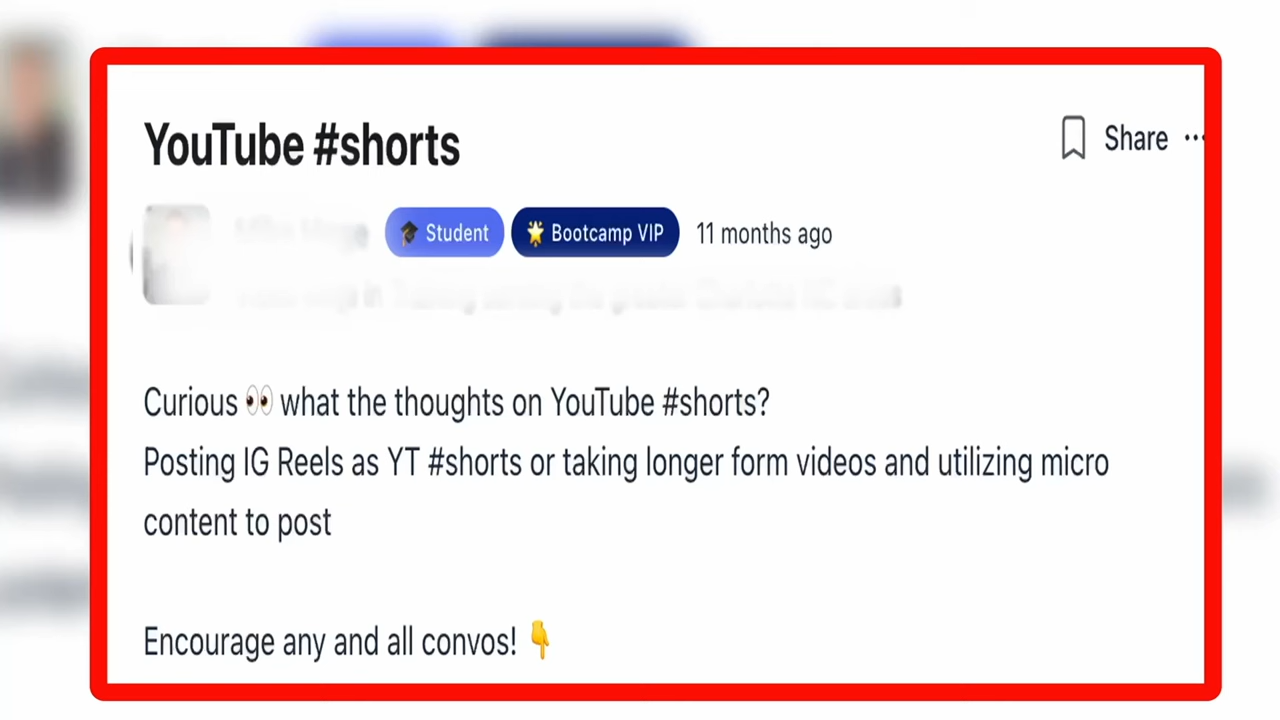 YouTube #shorts
Share ...
🎓 Student 🌟 Bootcamp VIP 11 months ago
Curious 👀 what the thoughts on YouTube #shorts?
Posting IG Reels as YT #shorts or taking longer form videos and utilizing micro
content to post
Encourage any and all convos! 👇